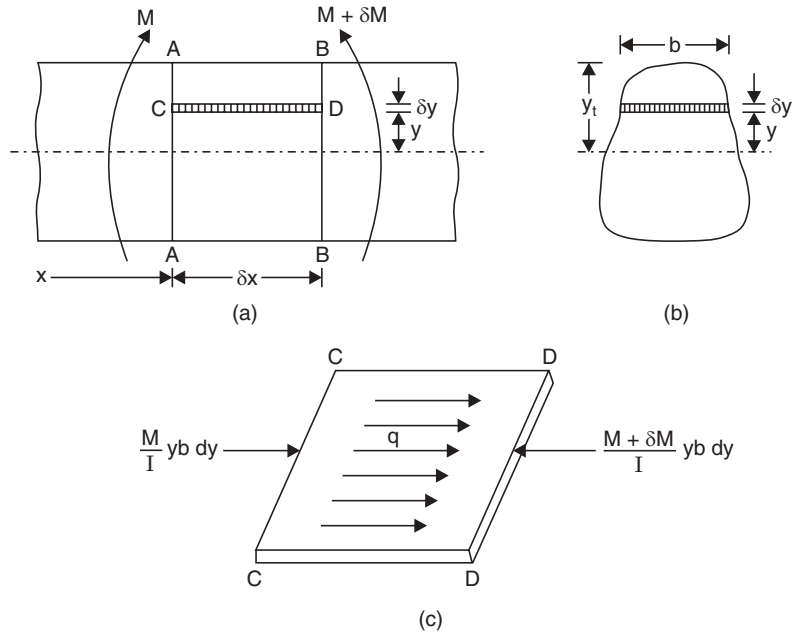 M
A
B
M + δM
C
D
δy
y
A
B
x
δx
(a)
b
y_t
δy
y
(b)
C
D
M/I yb dy
q
(M + δM)/I yb dy
C
D
(c)